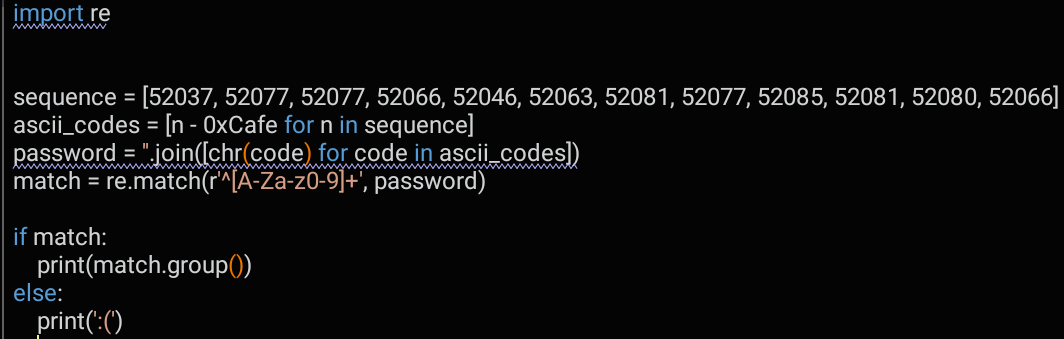 import re
sequence = [52037, 52077, 52077, 52066, 52046, 52063, 52081, 52077, 52085, 52081, 52080, 52066]
ascii_codes = [n - 0xCafe for n in sequence]
password = ''.join([chr(code) for code in ascii_codes])
match = re.match(r'^[A-Za-z0-9]+', password)
if match:
print(match.group())
else:
print(':(')